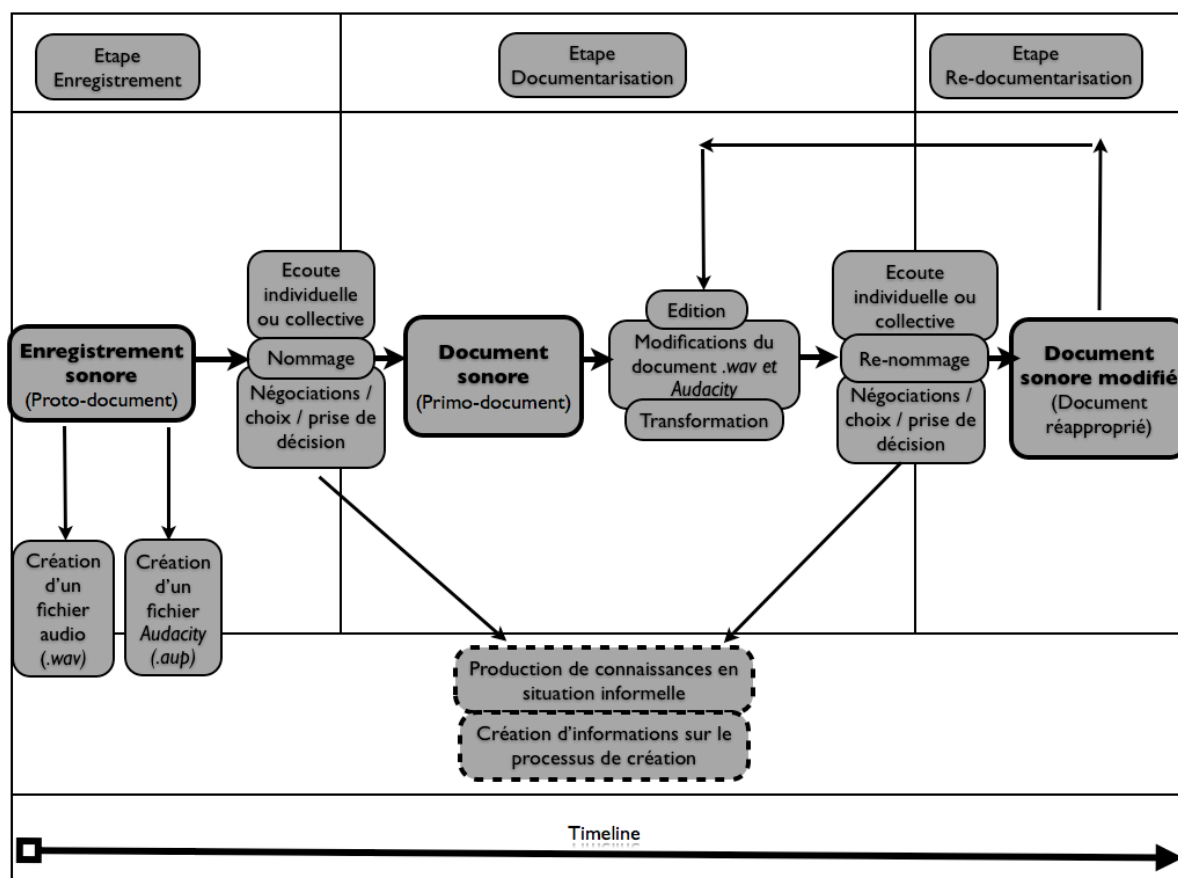 Etape
Enregistrement
Etape
Documentarisation
Etape
Re-documentarisation
Enregistrement
sonore
(Proto-document)
Ecoute
individuelle
ou collective
Nommage
Négociations /
choix / prise de
décision
Document
sonore
(Primo-document)
Edition
Modifications du
document .wav et
Audacity
Transformation
Ecoute
individuelle ou
collective
Re-nommage
Négociations /
choix / prise de
décision
Document
sonore modifié
(Document
réapproprié)
Création
d'un
fichier
audio
(.wav)
Création
d'un
fichier
Audacity
(.aup)
Production de connaissances en
situation informelle
Création d'informations sur le
processus de création
Timeline